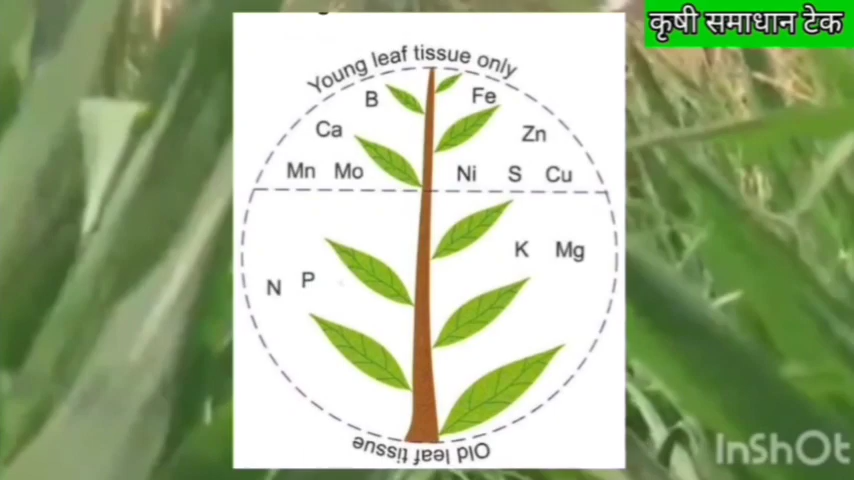 कृषी समाधान टेक
Young leaf tissue only
B Fe
Ca Zn
Mn Mo Ni S Cu
K Mg
N P
Old leaf tissue
InShOt